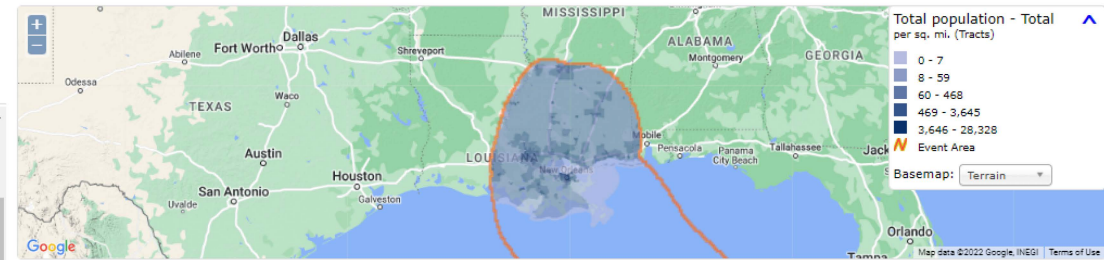 +
−
MISSISSIPPI
Dallas
Fort Worth
Abilene
Shreveport
ALABAMA
Montgomery
GEORGIA
Odessa
Waco
TEXAS
Mobile
Pensacola
Panama
City Beach
Tallahassee
Jack
Austin
LOUISIANA
New Orleans
Houston
San Antonio
Galveston
Uvalde
Orlando
Tampa
Google
Map data ©2022 Google, INEGI
Terms of Use
Total population - Total
per sq. mi. (Tracts)
0 - 7
8 - 59
60 - 468
469 - 3,645
3,646 - 28,328
Event Area
Basemap: Terrain